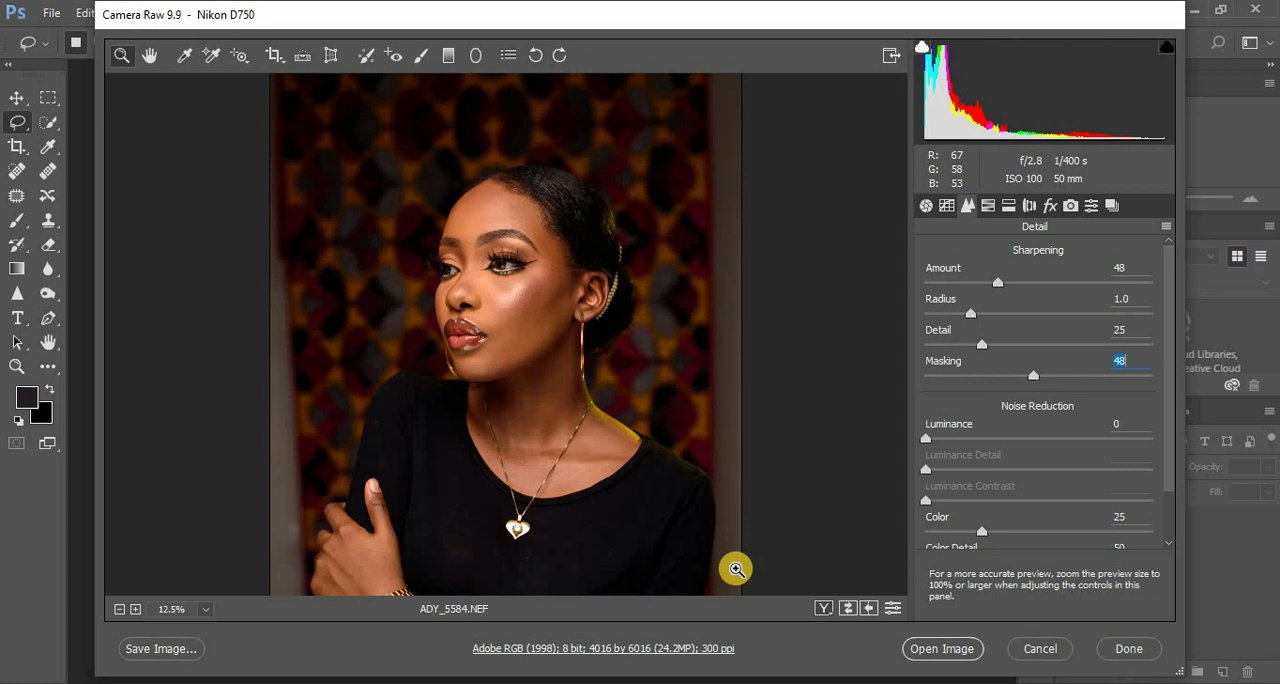 Ps File Edi
Camera Raw 9.9 - Nikon D750
R: 67
G: 58
B: 53
f/2.8 1/400 s
ISO 100 50 mm
fx
Detail
Sharpening
Amount 48
Radius 1.0
Detail 25
Masking 48
Noise Reduction
Luminance 0
Luminance Detail
Luminance Contrast
Color 25
Color Detail 50
For a more accurate preview, zoom the preview size to
100% or larger when adjusting the controls in this
panel.
ud Libraries,
reative Cloud
Opacity:
Fill:
12.5%
ADY_5584.NEF
Y
Save Image...
Adobe RGB (1998); 8 bit; 4016 by 6016 (24.2MP); 300 ppi
Open Image
Cancel
Done